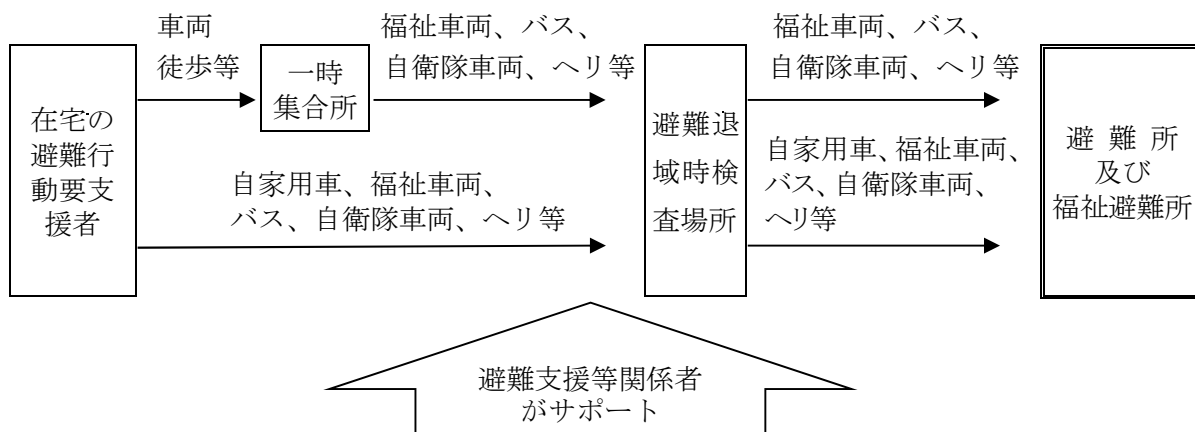 在宅の
避難行
動要支
援者
車両
徒歩等
一時
集合所
福祉車両、バス、
自衛隊車両、ヘリ等
自家用車、福祉車両、
バス、自衛隊車両、ヘリ等
避難退
域時検
査場所
福祉車両、バス、
自衛隊車両、ヘリ等
自家用車、福祉車両、
バス、自衛隊車両、
ヘリ等
避難所
及び
福祉避難所
避難支援等関係者
がサポート